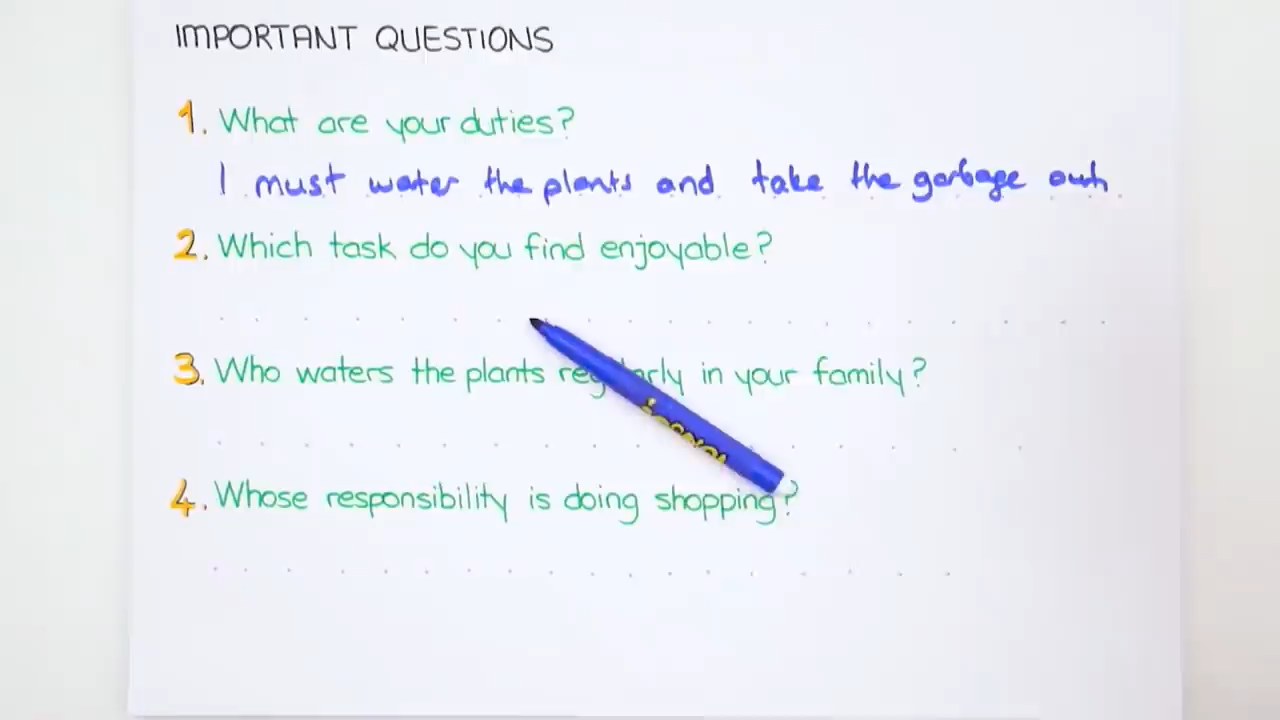 IMPORTANT QUESTIONS
1. What are your duties?
I must water the plants and take the garbage out
2. Which task do you find enjoyable?
3. Who waters the plants regularly in your family?
4. Whose responsibility is doing shopping?